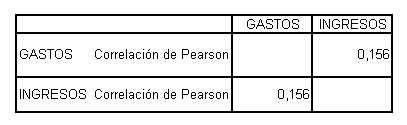 GASTOS INGRESOS
GASTOS Correlación de Pearson 0,156
INGRESOS Correlación de Pearson 0,156